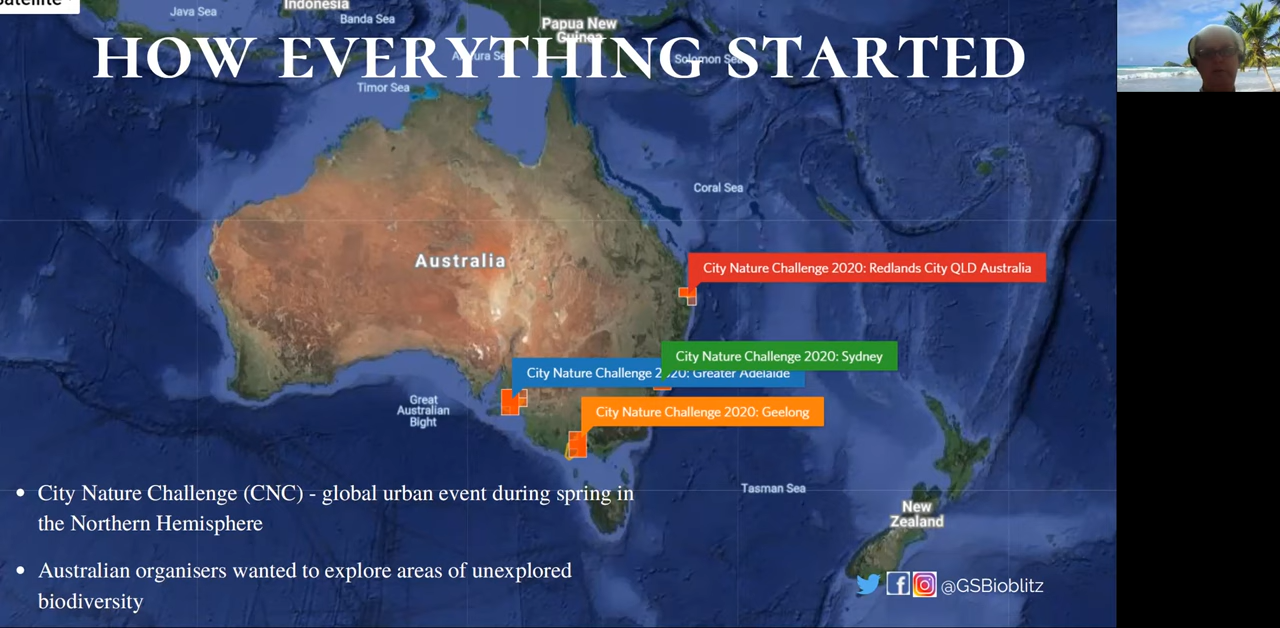 Indonesia
Java Sea
Banda Sea
Papua New
Guinea
HOW EVERYTHING STARTED
Solomon Sea
Timor Sea
Coral Sea
Australia
City Nature Challenge 2020: Redlands City QLD Australia
City Nature Challenge 2020: Sydney
City Nature Challenge 2020: Greater Adelaide
Great
Australian
Bight
City Nature Challenge 2020: Geelong
Tasman Sea
New
Zealand
• City Nature Challenge (CNC) - global urban event during spring in
the Northern Hemisphere
• Australian organisers wanted to explore areas of unexplored
biodiversity
@GSBioblitz